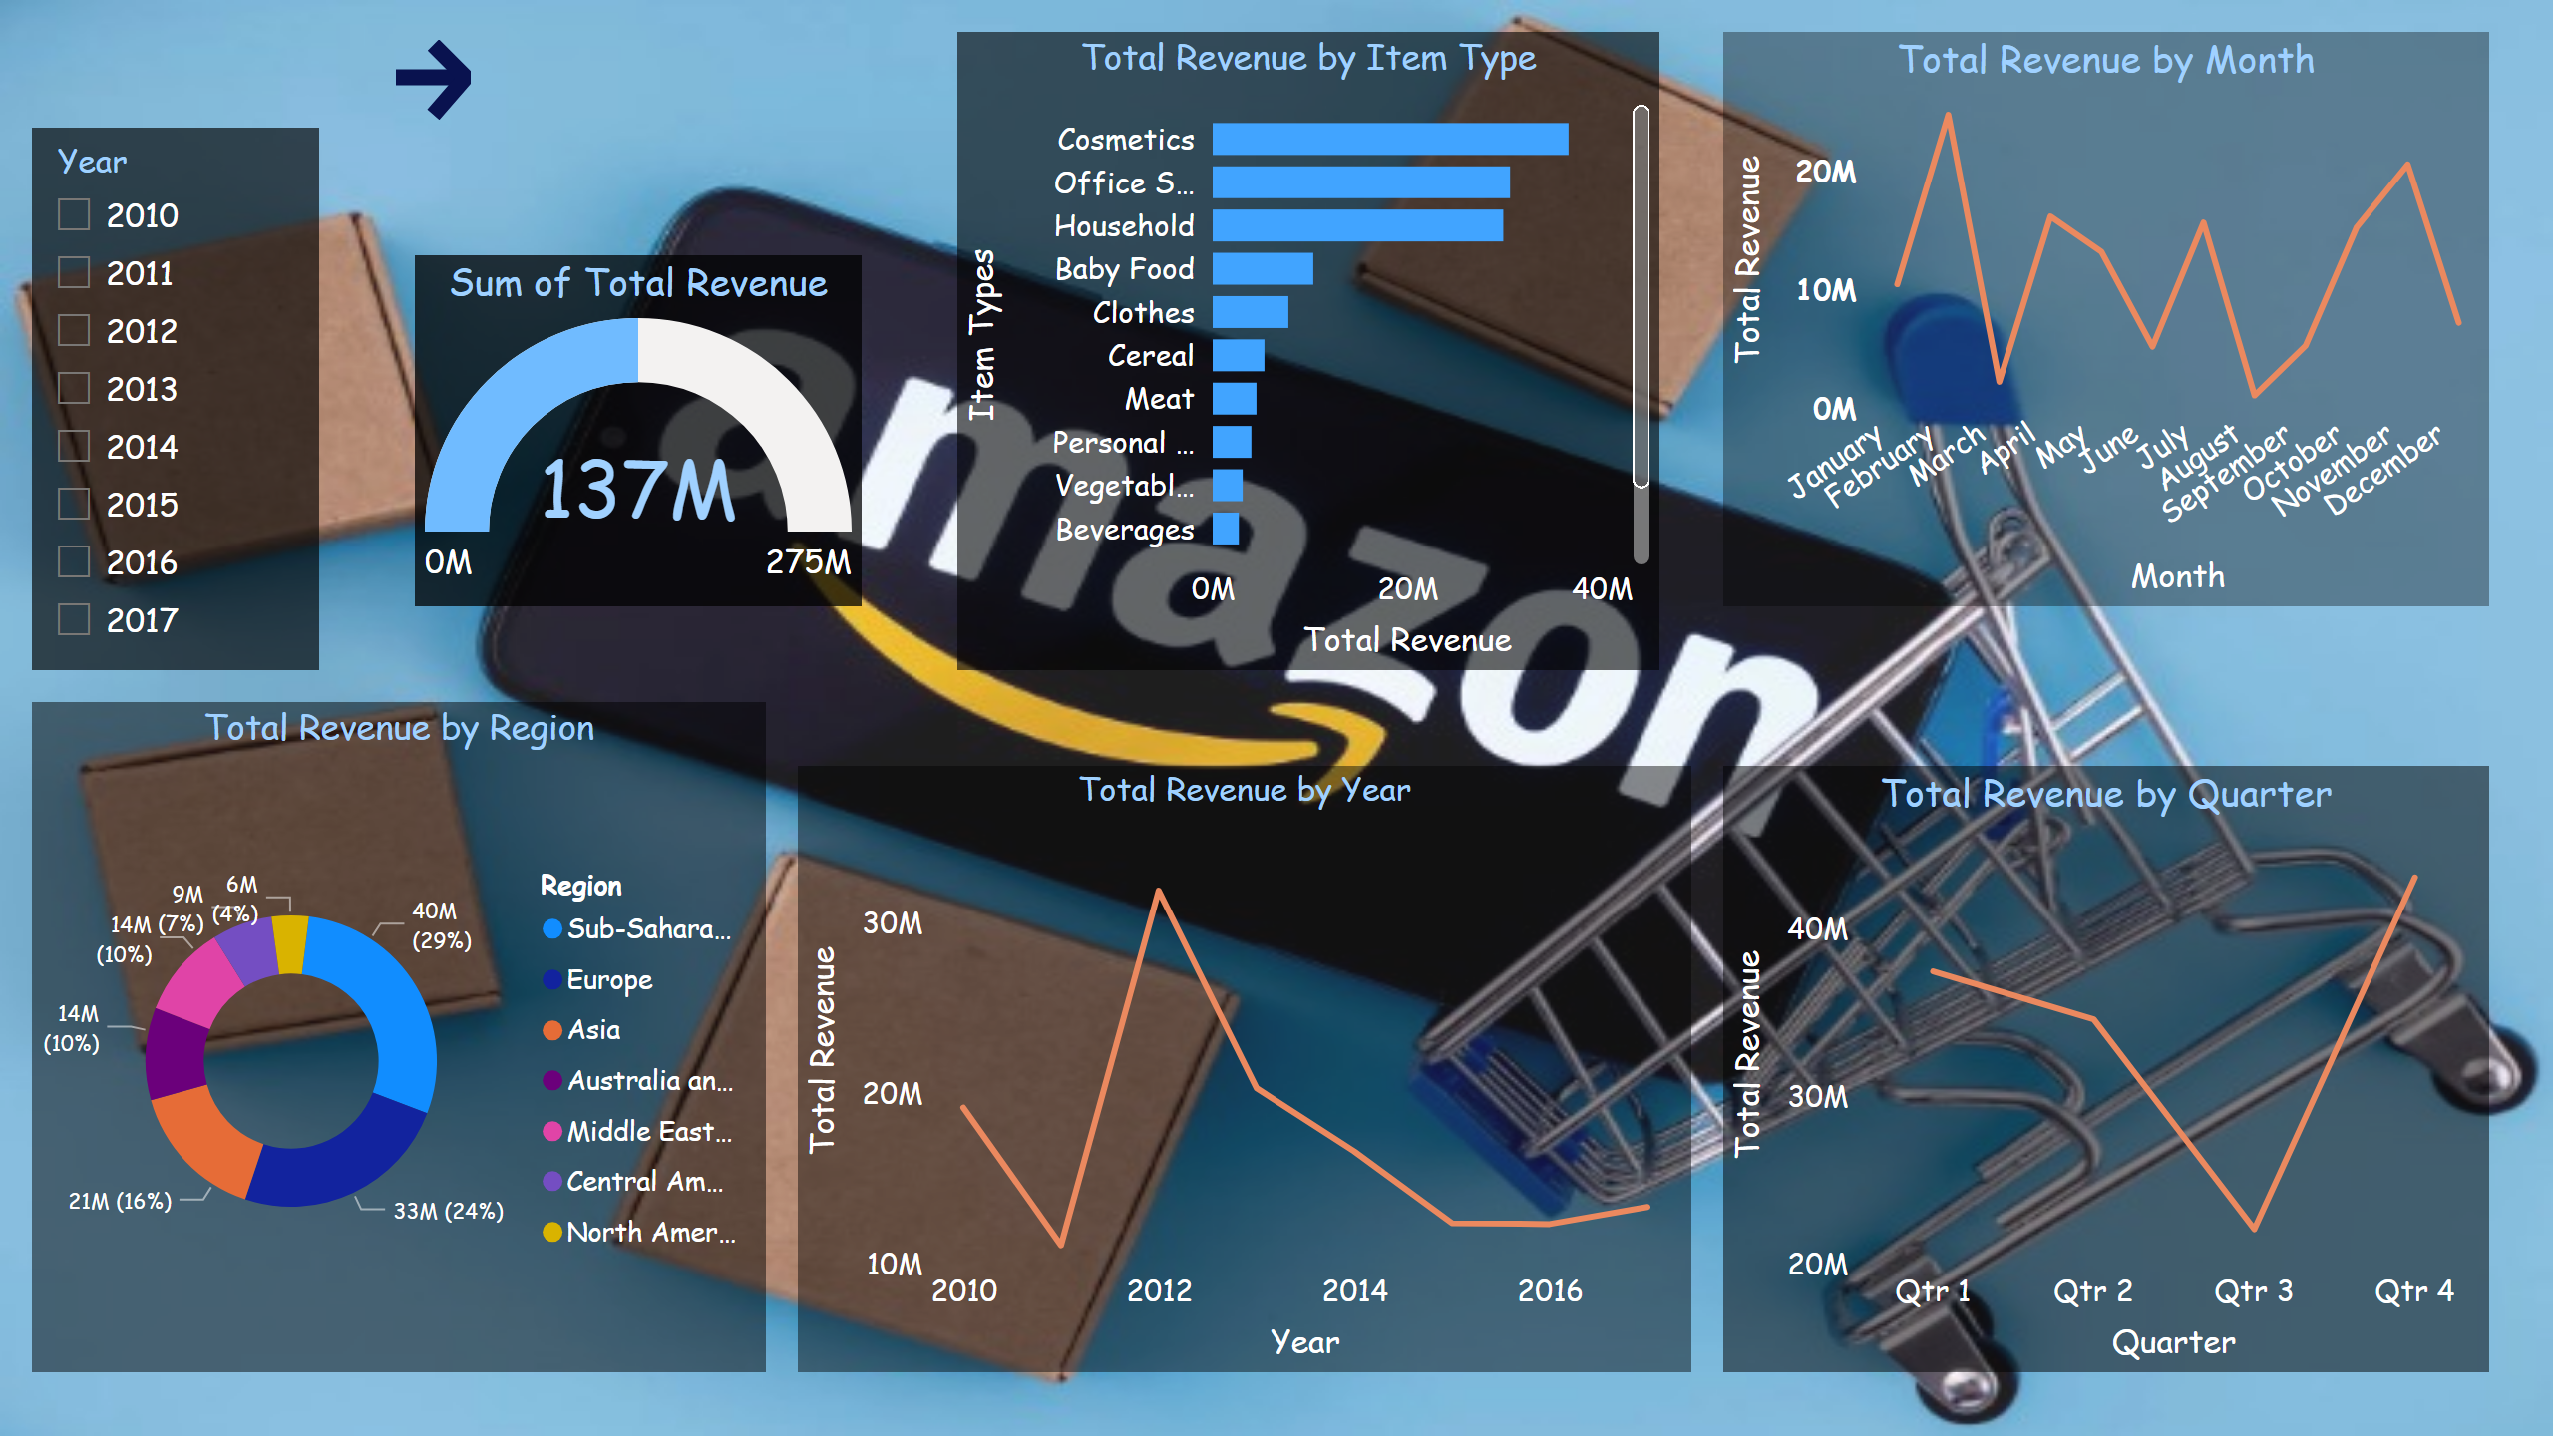 Year
2010
2011
2012
2013
2014
2015
2016
2017
Sum of Total Revenue
137M
0M
275M
Total Revenue by Item Type
Item Types
Cosmetics
Office S...
Household
Baby Food
Clothes
Cereal
Meat
Personal ...
Vegetabl...
Beverages
0M
20M
40M
Total Revenue
Total Revenue by Month
Total Revenue
20M
10M
0M
January
February
March
April
May
June
July
August
September
October
November
December
Month
amazon
Total Revenue by Region
6M
(4%)
9M
(7%)
14M
(10%)
14M
(10%)
21M (16%)
33M (24%)
40M
(29%)
Region
Sub-Sahara...
Europe
Asia
Australia an...
Middle East...
Central Am...
North Amer...
Total Revenue by Year
Total Revenue
30M
20M
10M
2010
2012
2014
2016
Year
Total Revenue by Quarter
Total Revenue
40M
30M
20M
Qtr 1
Qtr 2
Qtr 3
Qtr 4
Quarter